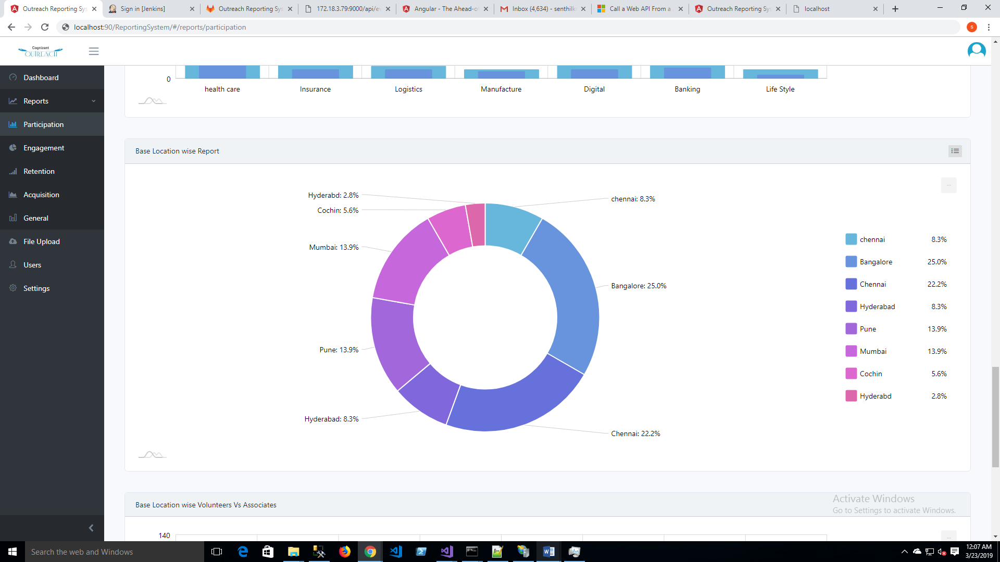 Outreach Reporting Sys
Sign in [Jenkins]
Outreach Reporting Sys
172.18.3.79:9000/api/ev
Angular - The Ahead-o
Inbox (4,634) - senthilk
Call a Web API From a
Outreach Reporting Sys
localhost
localhost:90/ReportingSystem/#/reports/participation
s
Cognizant
OUTREACH
Dashboard
Reports
Participation
Engagement
Retention
Acquisition
General
File Upload
Users
Settings
0
health care
Insurance
Logistics
Manufacture
Digital
Banking
Life Style
Base Location wise Report
...
Hyderabd: 2.8%
chennai: 8.3%
Cochin: 5.6%
Mumbai: 13.9%
Bangalore: 25.0%
Pune: 13.9%
Hyderabad: 8.3%
Chennai: 22.2%
chennai 8.3%
Bangalore 25.0%
Chennai 22.2%
Hyderabad 8.3%
Pune 13.9%
Mumbai 13.9%
Cochin 5.6%
Hyderabd 2.8%
Base Location wise Volunteers Vs Associates
Activate Windows
Go to Settings to activate Windows.
140
...
Search the web and Windows
12:07 AM
3/23/2019